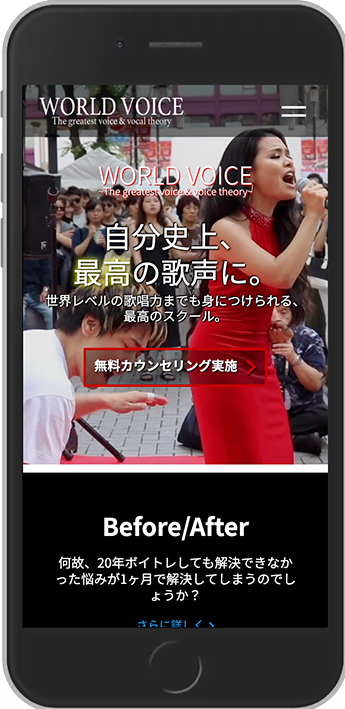 WORLD VOICE
The greatest voice & vocal theory
WORLD VOICE
~The greatest voice & voice theory~
自分史上、
最高の歌声に。
世界レベルの歌唱力までも身につけられる、
最高のスクール。
無料カウンセリング実施
Before/After
何故、20年ボイトレしても解決できなか
った悩みが1ヶ月で解決してしまうのでし
ょうか？
さらに詳しく